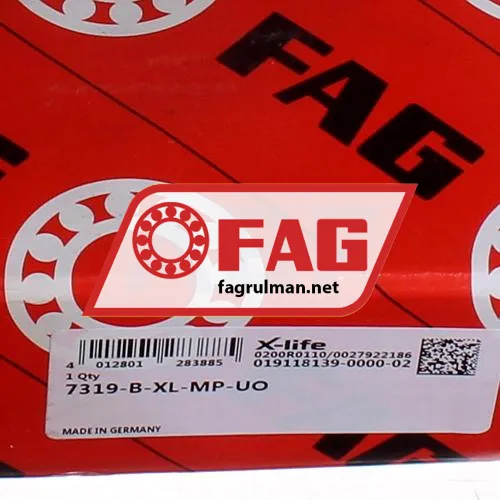 FAG
FAG
fagrulman.net
X-life
0200R0110/0027922186
019118139-0000-02
4 012801 283885
1 Qty
7319-B-XL-MP-UO
MADE IN GERMANY